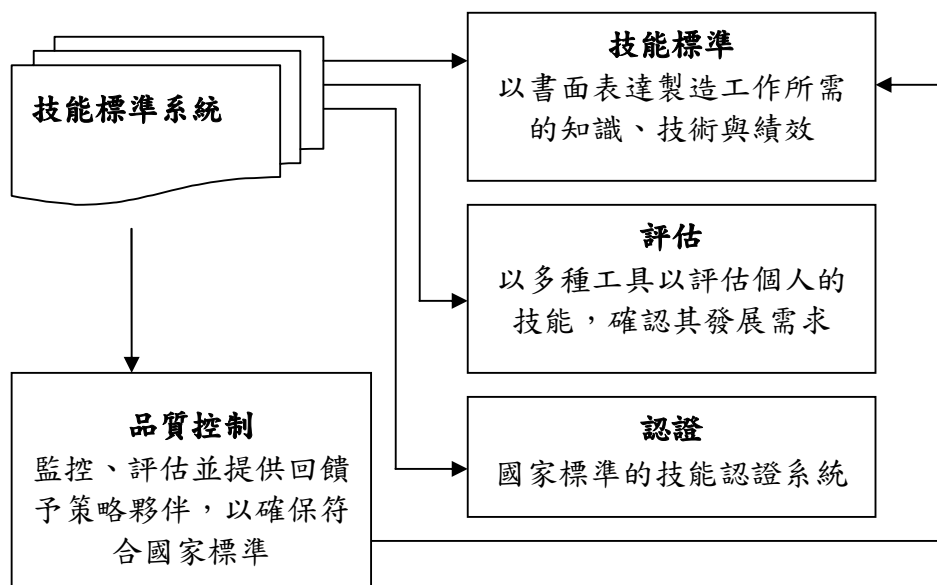 技能標準系統
技能標準
以書面表達製造工作所需
的知識、技術與績效
評估
以多種工具以評估個人的
技能，確認其發展需求
品質控制
監控、評估並提供回饋
予策略夥伴，以確保符
合國家標準
認證
國家標準的技能認證系統